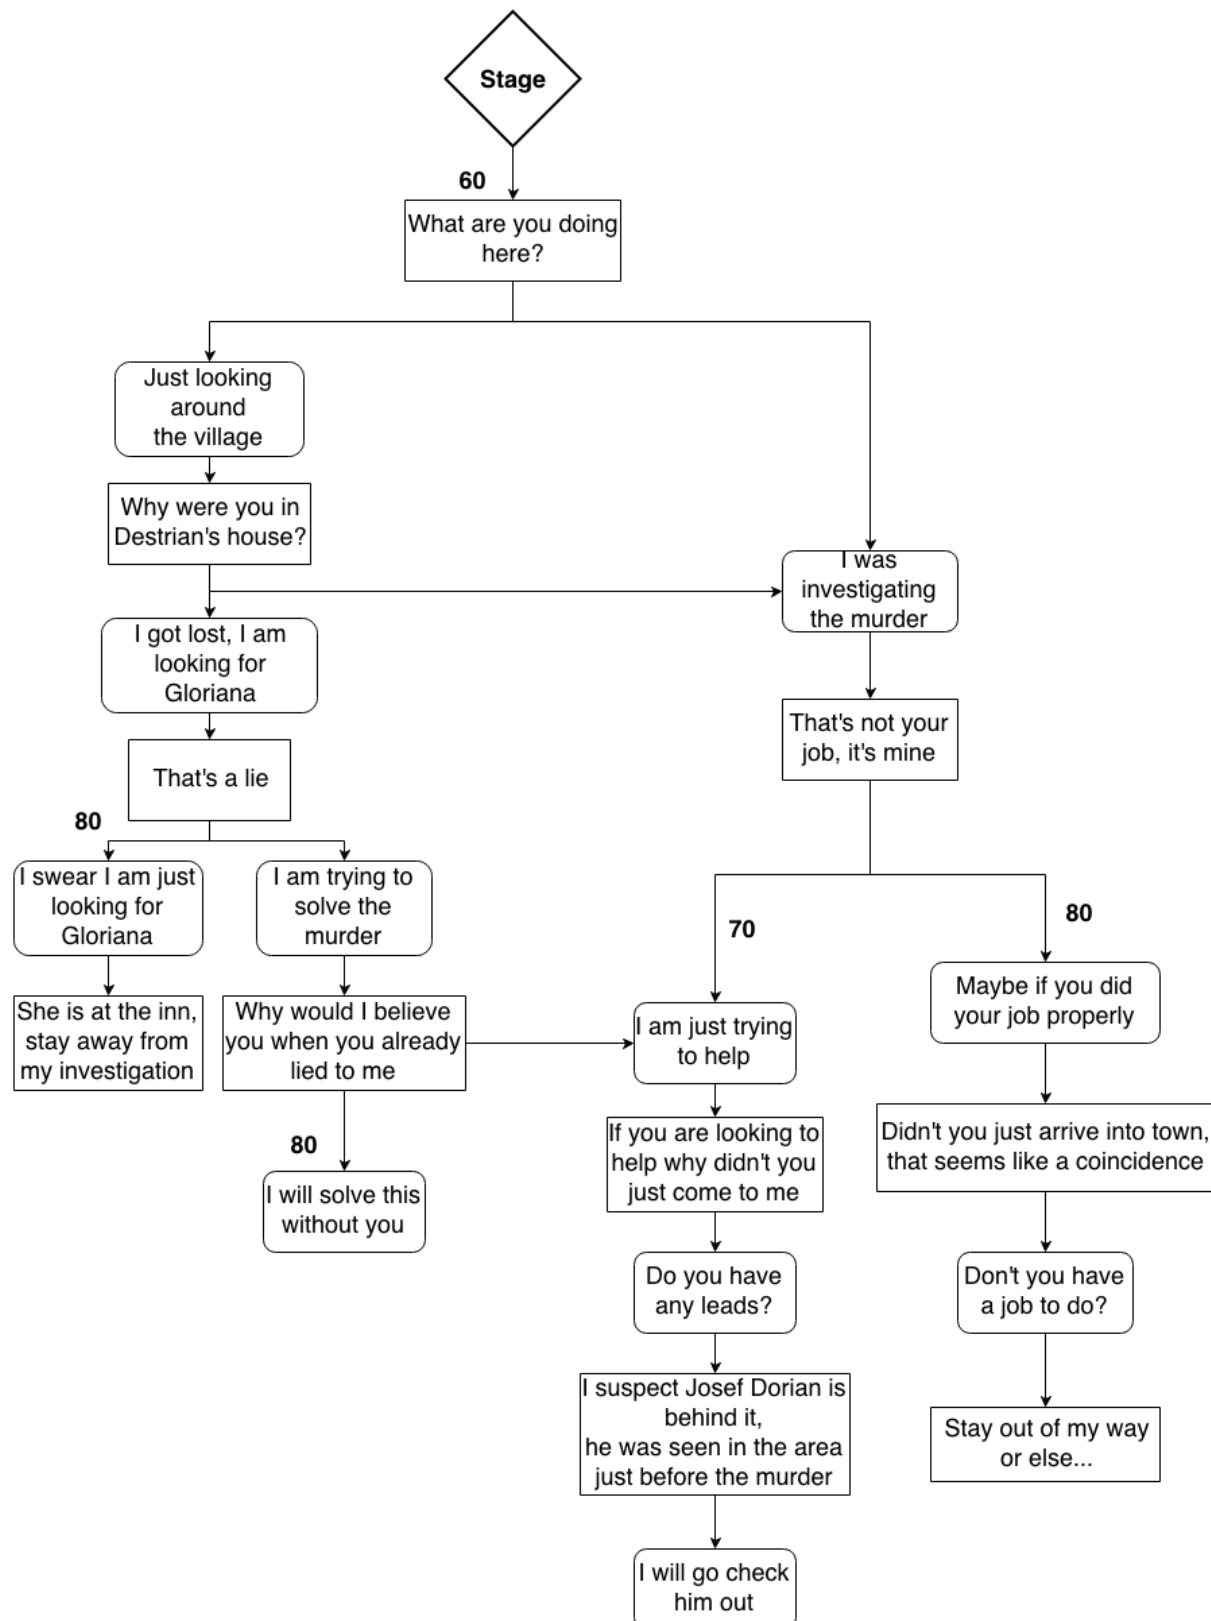 Stage
60
What are you doing
here?
Just looking
around
the village
Why were you in
Destrian's house?
I was
investigating
the murder
I got lost, I am
looking for
Gloriana
That's not your
job, it's mine
That's a lie
80
I swear I am just
looking for
Gloriana
I am trying to
solve the
murder
70
80
She is at the inn,
stay away from
my investigation
Why would I believe
you when you already
lied to me
I am just trying
to help
Maybe if you did
your job properly
80
I will solve this
without you
If you are looking to
help why didn't you
just come to me
Didn't you just arrive into town,
that seems like a coincidence
Do you have
any leads?
Don't you have
a job to do?
I suspect Josef Dorian is
behind it,
he was seen in the area
just before the murder
Stay out of my way
or else...
I will go check
him out